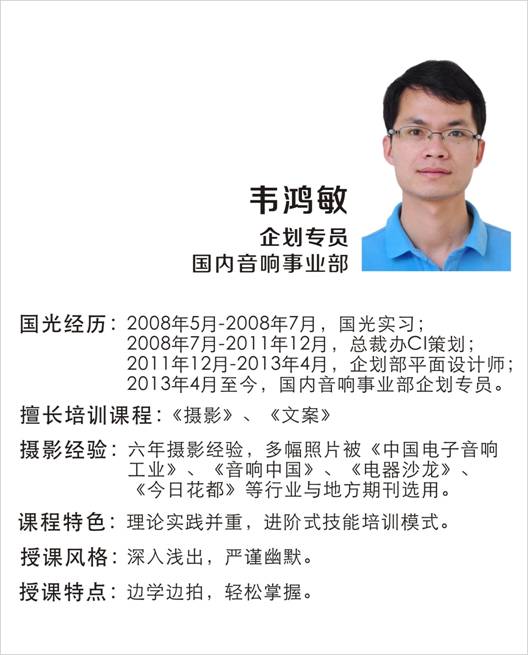 韦鸿敏
企划专员
国内音响事业部
国光经历：2008年5月-2008年7月，国光实习；
2008年7月-2011年12月，总裁办CI策划；
2011年12月-2013年4月，企划部平面设计师；
2013年4月至今，国内音响事业部企划专员。
擅长培训课程：《摄影》、《文案》
摄影经验：六年摄影经验，多幅照片被《中国电子音响
工业》、《音响中国》、《电器沙龙》、
《今日花都》等行业与地方期刊选用。
课程特色：理论实践并重，进阶式技能培训模式。
授课风格：深入浅出，严谨幽默。
授课特点：边学边拍，轻松掌握。